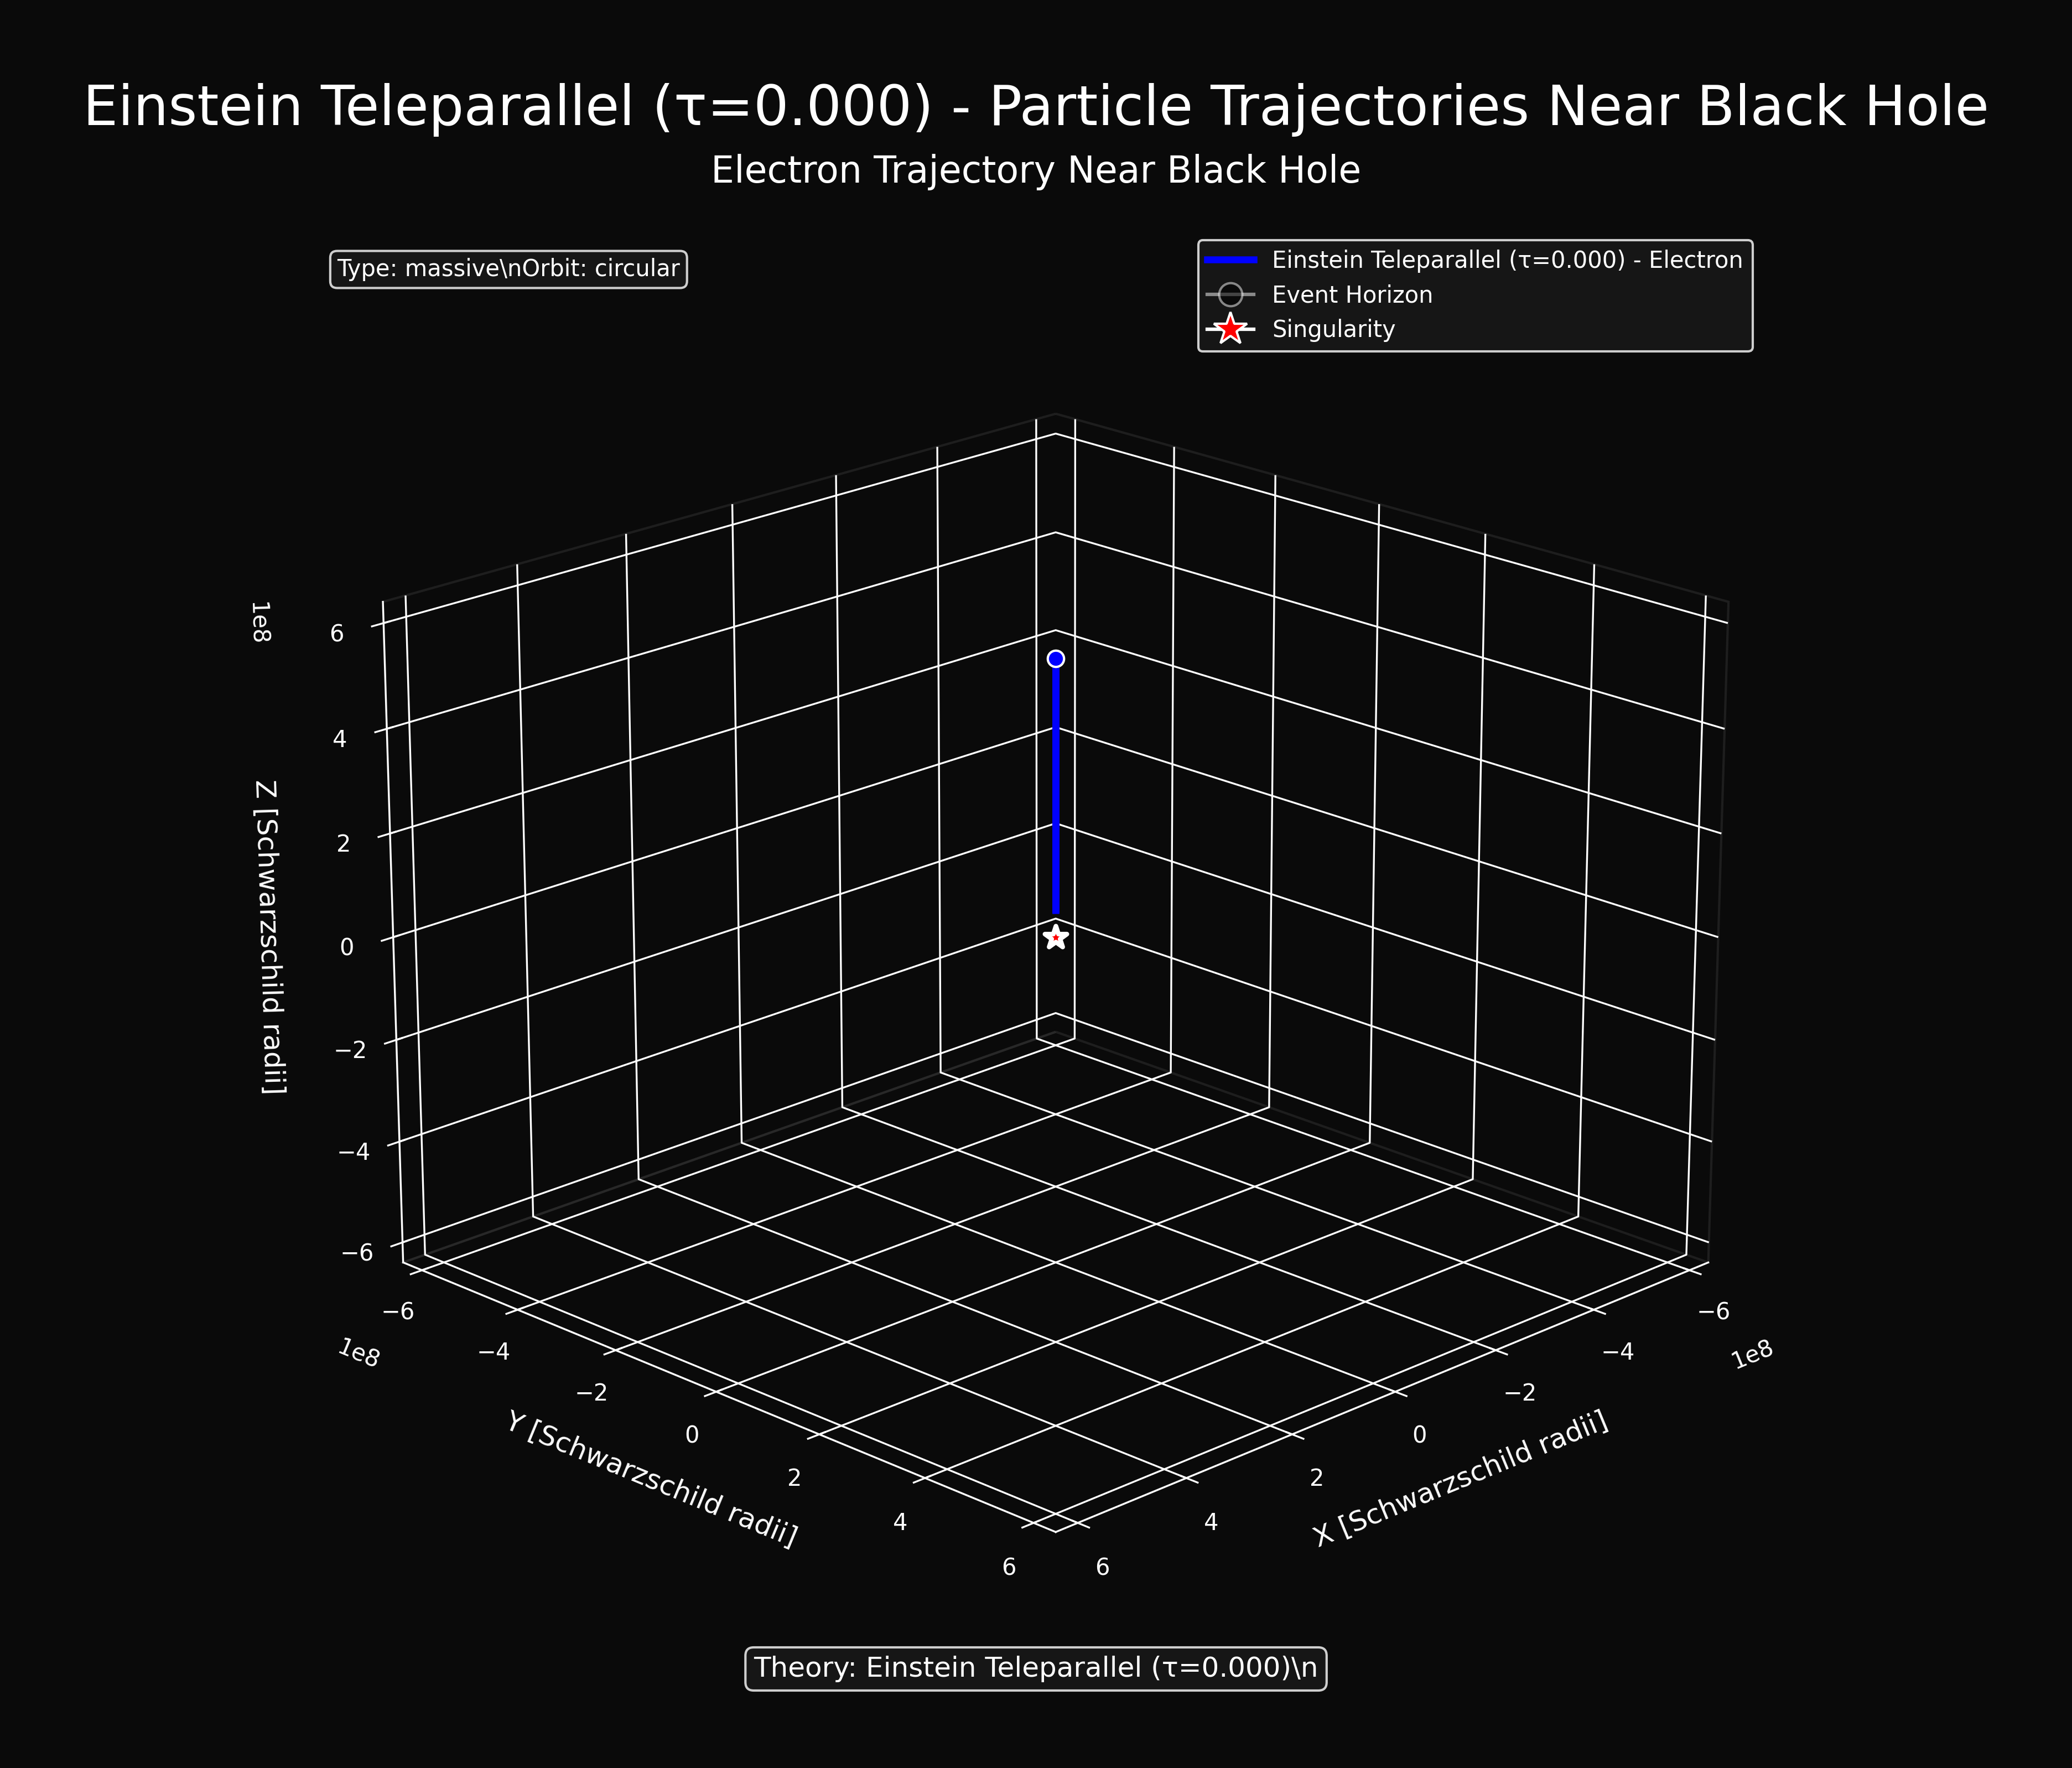 Einstein Teleparallel (τ=0.000) - Particle Trajectories Near Black Hole
Electron Trajectory Near Black Hole
Type: massive\nOrbit: circular
Einstein Teleparallel (τ=0.000) - Electron
Event Horizon
Singularity
1e8
6
4
2
0
−2
−4
−6
Z [Schwarzschild radii]
−6
−4
−2
0
2
4
6
1e8
Y [Schwarzschild radii]
6
4
2
0
−2
−4
−6
1e8
X [Schwarzschild radii]
Theory: Einstein Teleparallel (τ=0.000)\n